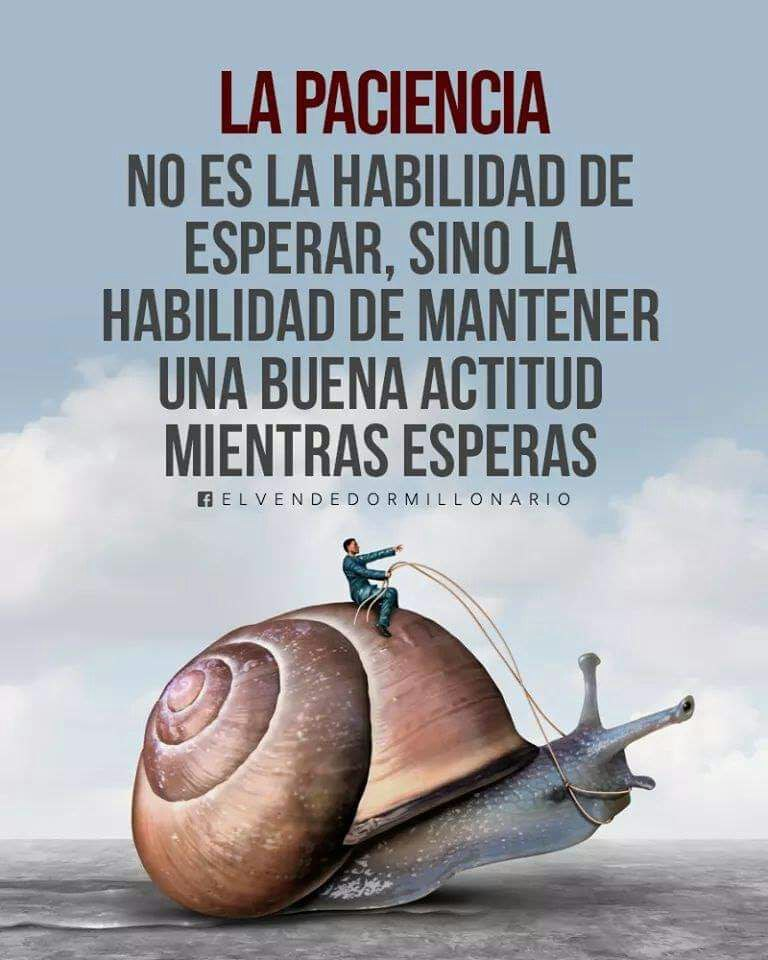 LA PACIENCIA
NO ES LA HABILIDAD DE
ESPERAR, SINO LA
HABILIDAD DE MANTENER
UNA BUENA ACTITUD
MIENTRAS ESPERAS
ELVENDEDORMILLONARIO